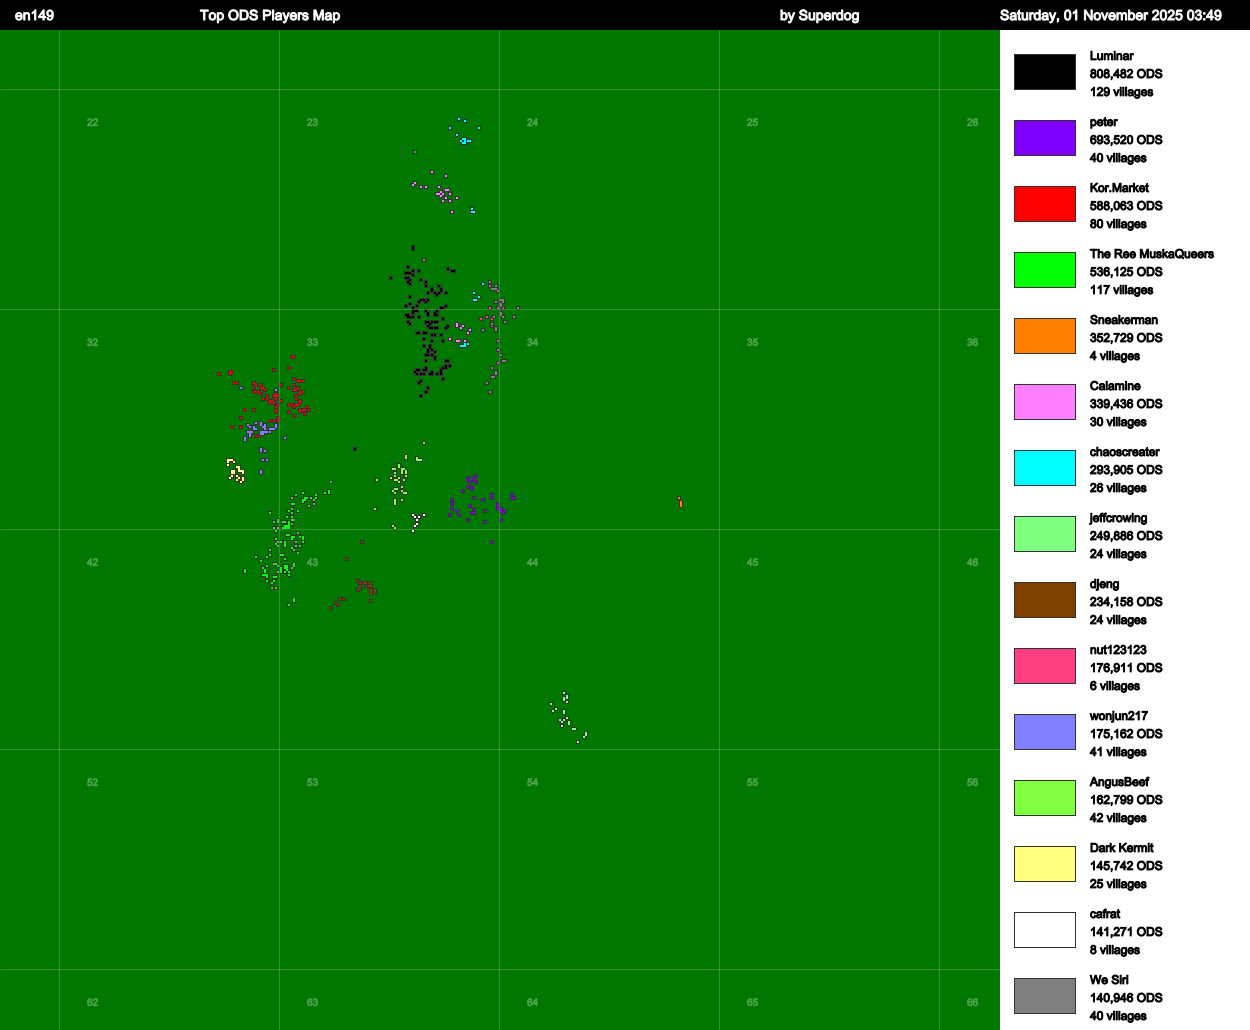 en149 Top ODS Players Map by Superdog Saturday, 01 November 2025 03:49
22 23 24 25 26
32 33 34 35 36
42 43 44 45 46
52 53 54 55 56
62 63 64 65 66
Luminar
808,482 ODS
129 villages
peter
693,520 ODS
40 villages
Kor.Market
588,063 ODS
80 villages
The Ree MuskaQueers
536,125 ODS
117 villages
Sneakerman
352,729 ODS
4 villages
Calamine
339,436 ODS
30 villages
chaoscreater
293,905 ODS
26 villages
jeffcrowing
249,886 ODS
24 villages
djeng
234,158 ODS
24 villages
nut123123
176,911 ODS
6 villages
wonjun217
175,162 ODS
41 villages
AngusBeef
162,799 ODS
42 villages
Dark Kermit
145,742 ODS
25 villages
cafrat
141,271 ODS
8 villages
We Siri
140,946 ODS
40 villages